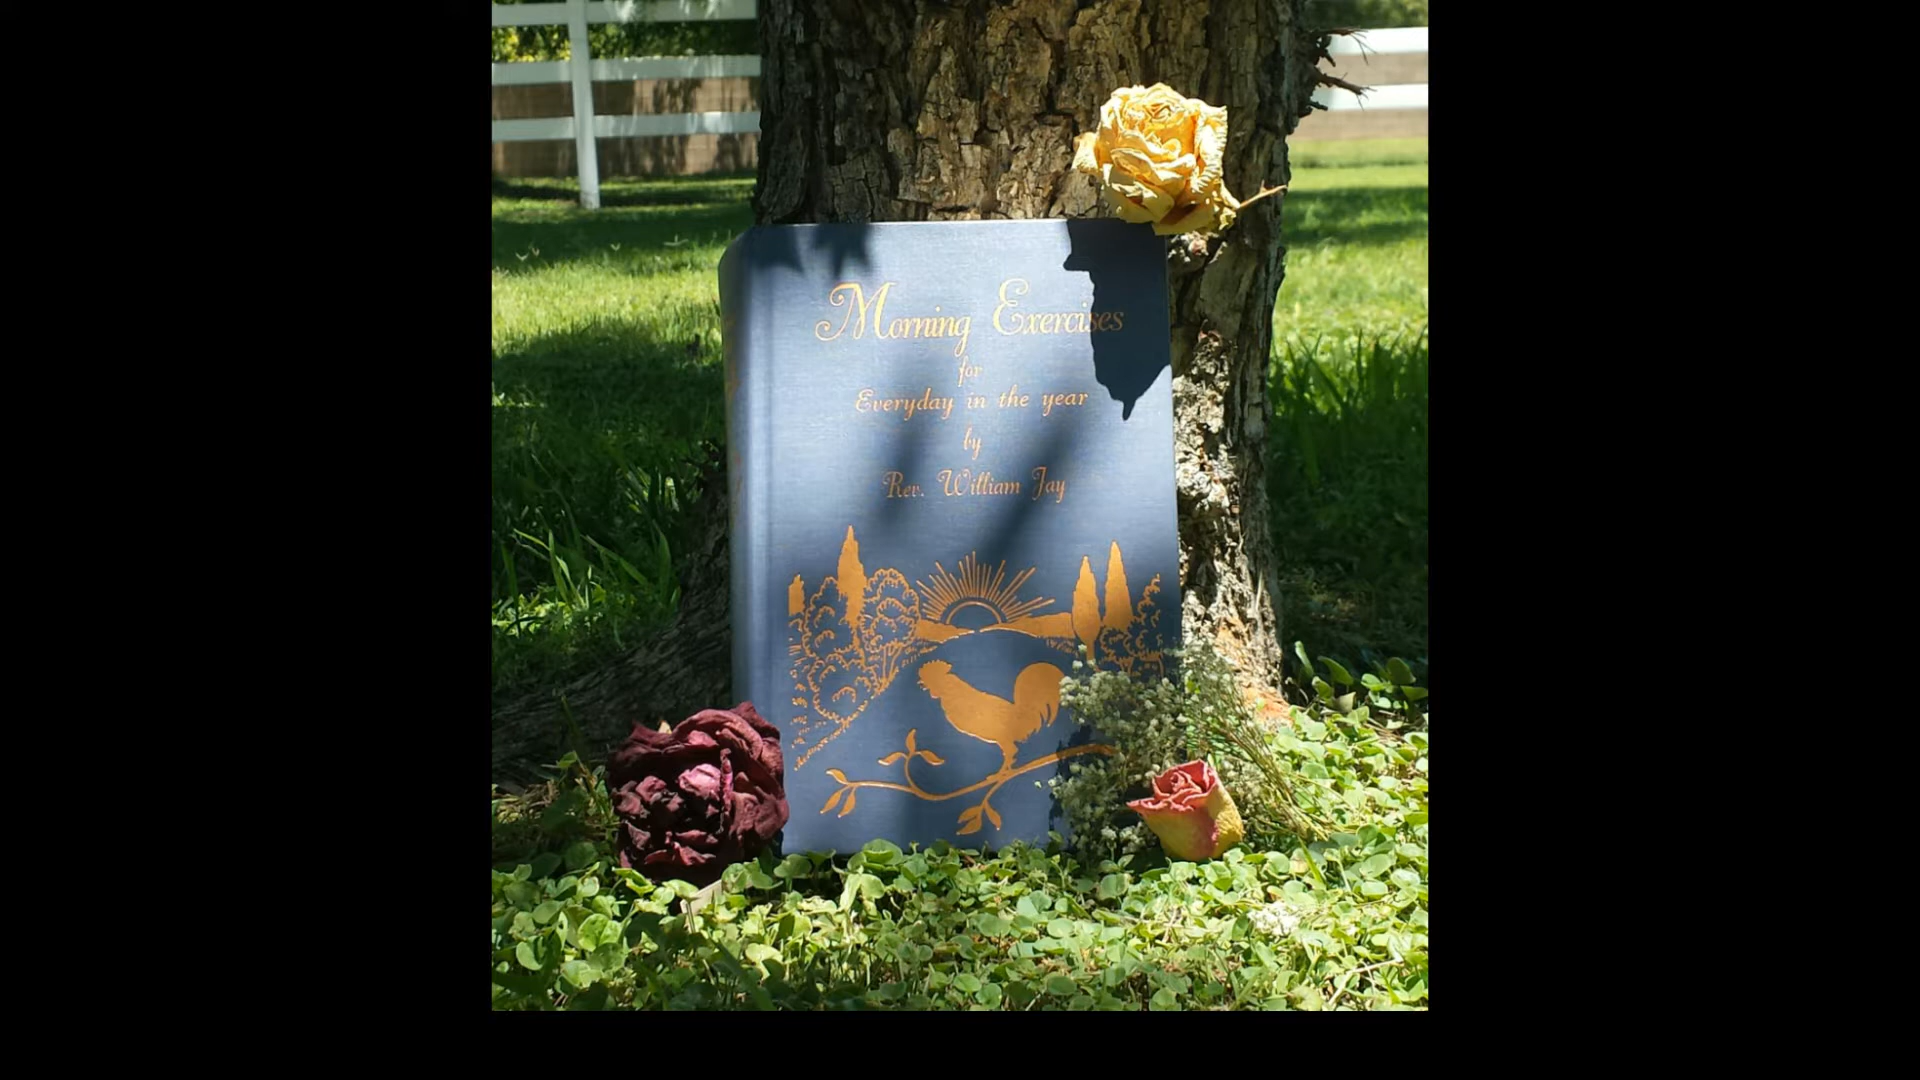 Morning Exercises
for
Everyday in the year
by
Rev. William Jay